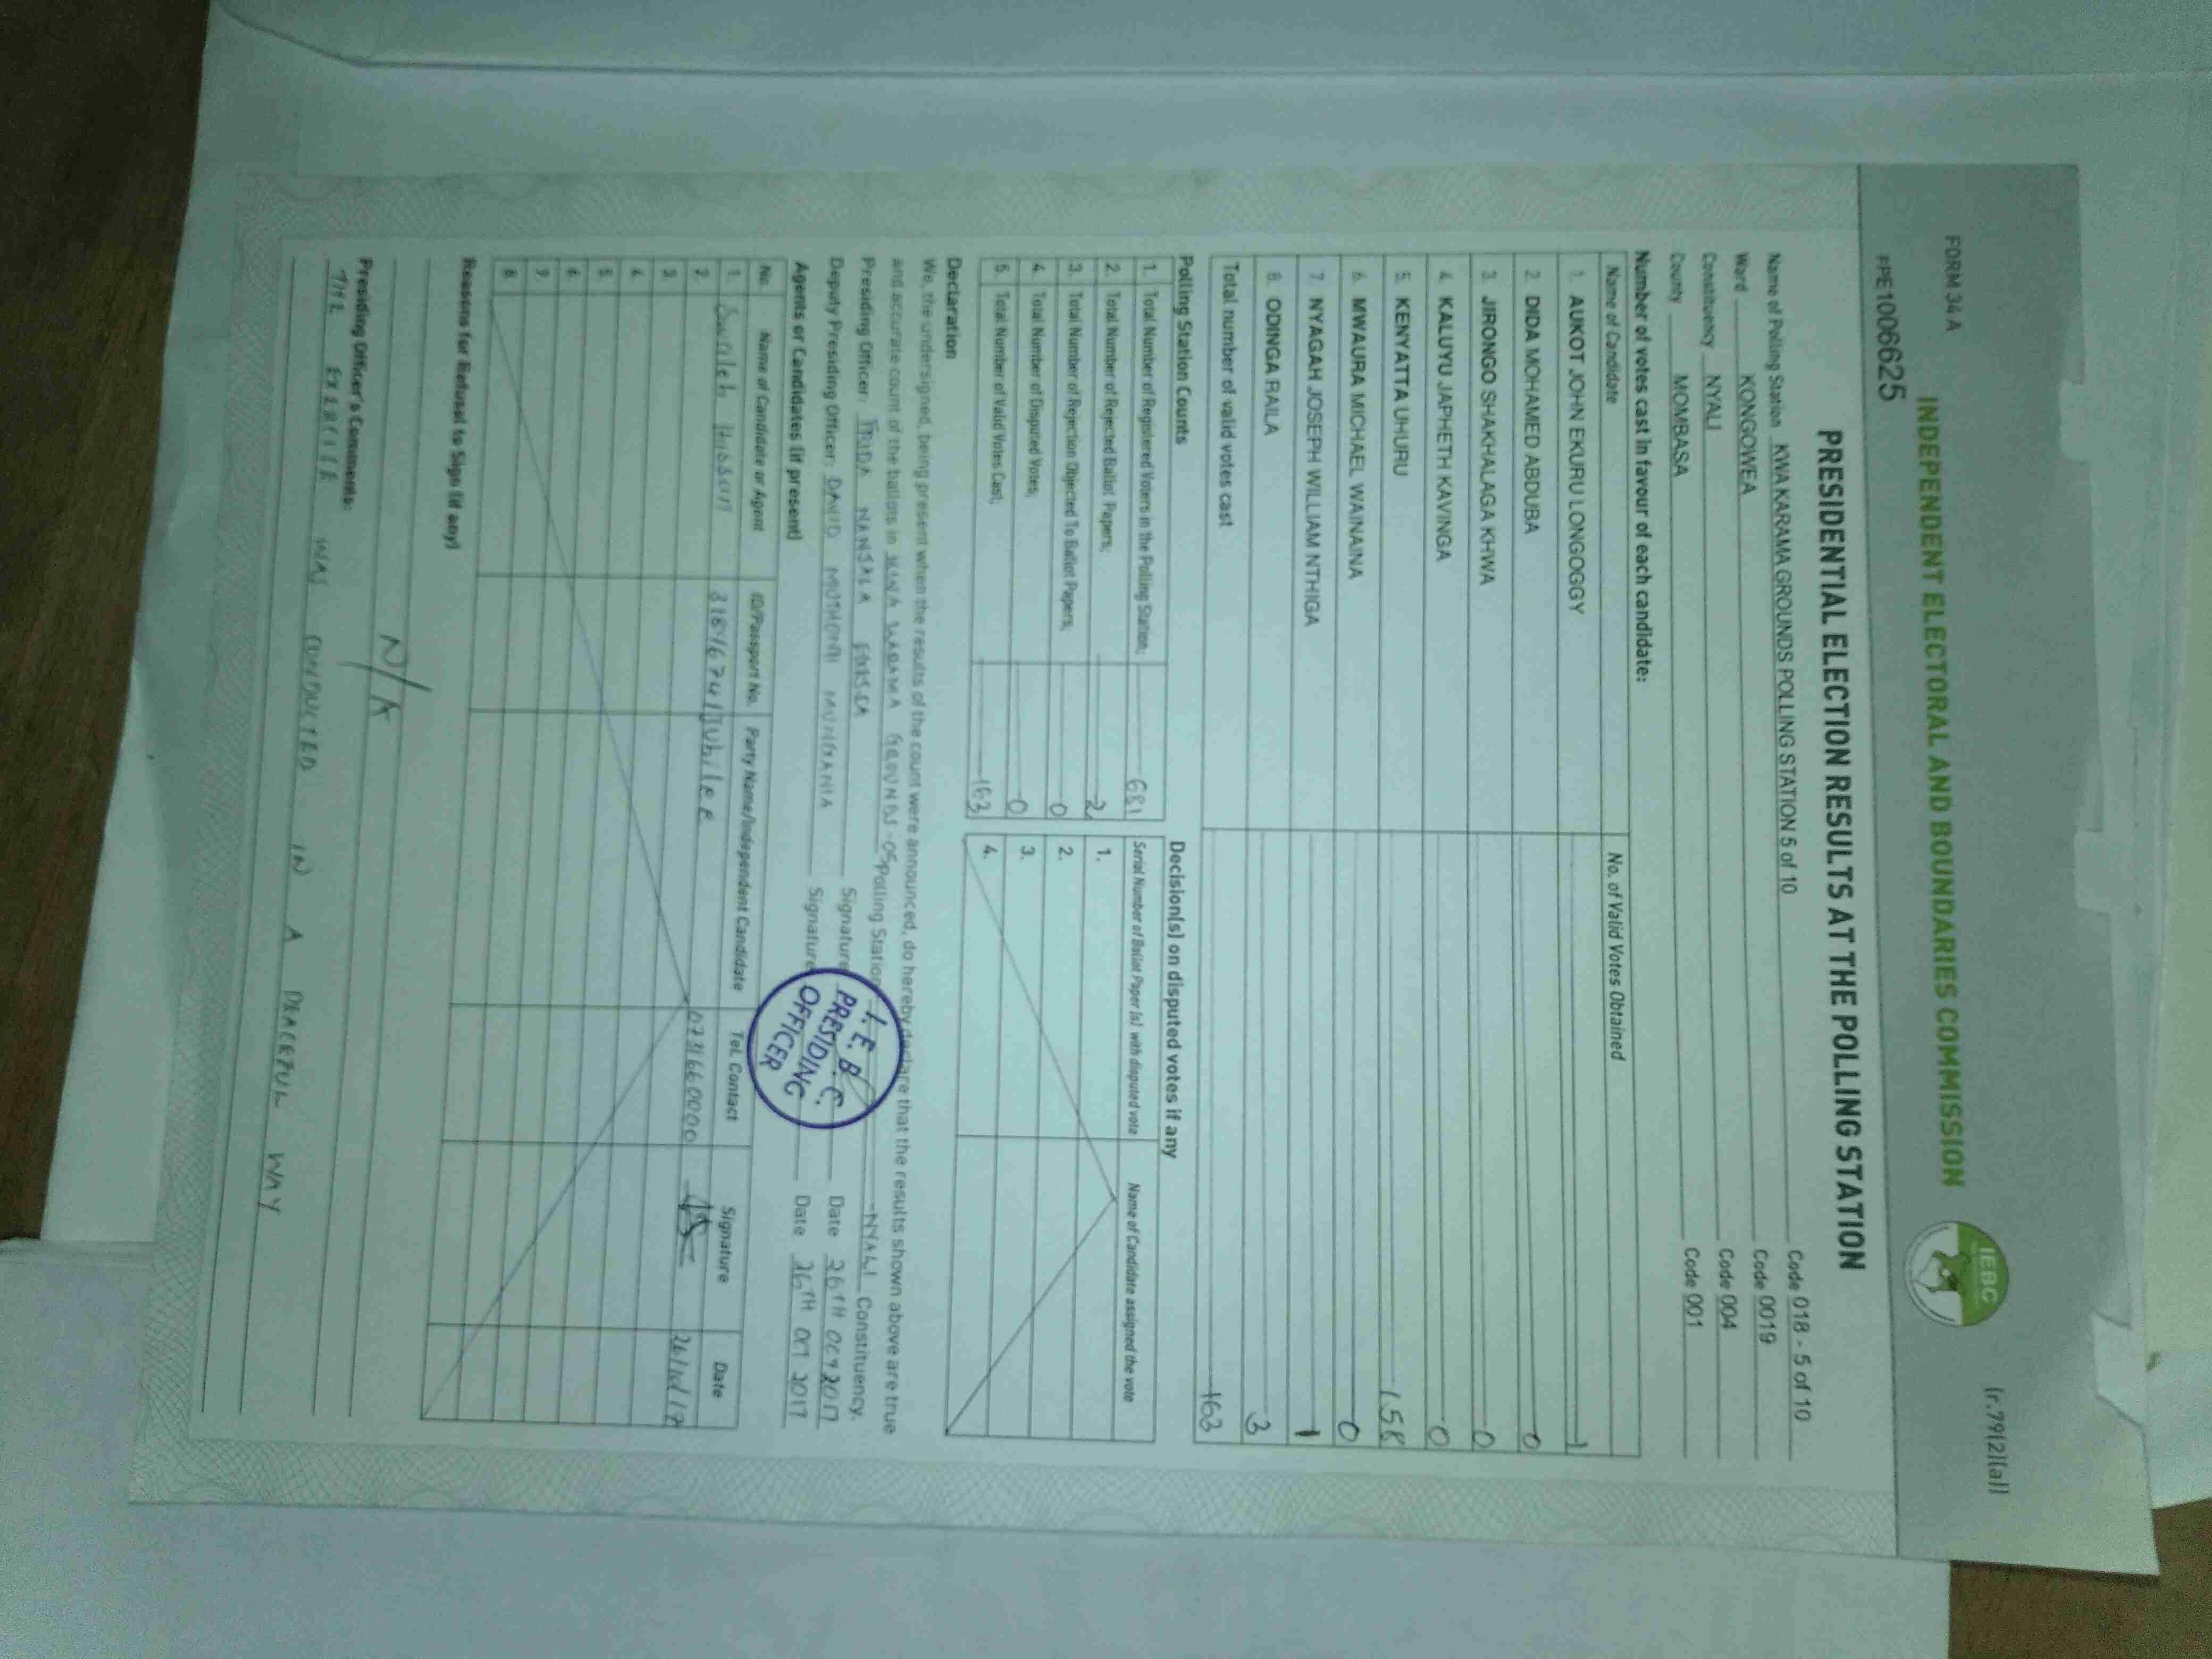 FORM 34 A
(r.79(2)(a))
INDEPENDENT ELECTORAL AND BOUNDARIES COMMISSION
IEBC
PPE1006625
PRESIDENTIAL ELECTION RESULTS AT THE POLLING STATION
Name of Polling Station KWA KARAMA GROUNDS POLLING STATION 5 of 10 Code 018 - 5 of 10
Ward KONGOWEA Code 0019
Constituency NYALI Code 004
County MOMBASA Code 001
Number of votes cast in favour of each candidate:
Name of Candidate No. of Valid Votes Obtained
1. AUKOT JOHN EKURU LONGOGGY 1
2. DIDA MOHAMED ABDUBA 0
3. JIRONGO SHAKHALAGA KHWA 0
4. KALUYU JAPHETH KAVINGA 0
5. KENYATTA UHURU 158
6. MWAURA MICHAEL WAINAINA 0
7. NYAGAH JOSEPH WILLIAM NTHIGA 1
8. ODINGA RAILA 3
Total number of valid votes cast 163
Polling Station Counts
1. Total Number of Registered Voters in the Polling Station; 681
2. Total Number of Rejected Ballot Papers; 2
3. Total Number of Rejection Objected To Ballot Papers; 0
4. Total Number of Disputed Votes; 0
5. Total Number of Valid Votes Cast; 163
Decision(s) on disputed votes if any
Serial Number of Ballot Paper (s) with disputed vote Name of Candidate assigned the vote
1.
2.
3.
4.
Declaration
We, the undersigned, being present when the results of the count were announced, do hereby declare that the results shown above are true
and accurate count of the ballots in GROUNDS -05 Polling Station NYALI Constituency.
Presiding Officer: Signature Date 26TH OCT 2017
Deputy Presiding Officer: DAVID Signature Date 26TH OCT 2017
I.E.B.C.
PRESIDING
OFFICER
Agents or Candidates (if present)
No. Name of Candidate or Agent ID/Passport No. Party Name/Independent Candidate Tel. Contact Signature Date
1. Swaleh Hassan 31816741 Jubilee 0731660000 26/10/17
2.
3.
4.
5.
6.
7.
8.
Reasons for Refusal to Sign (if any)
N/A
Presiding Officer's Comments:
THE EXERCISE WAS CONDUCTED IN A PEACEFUL WAY